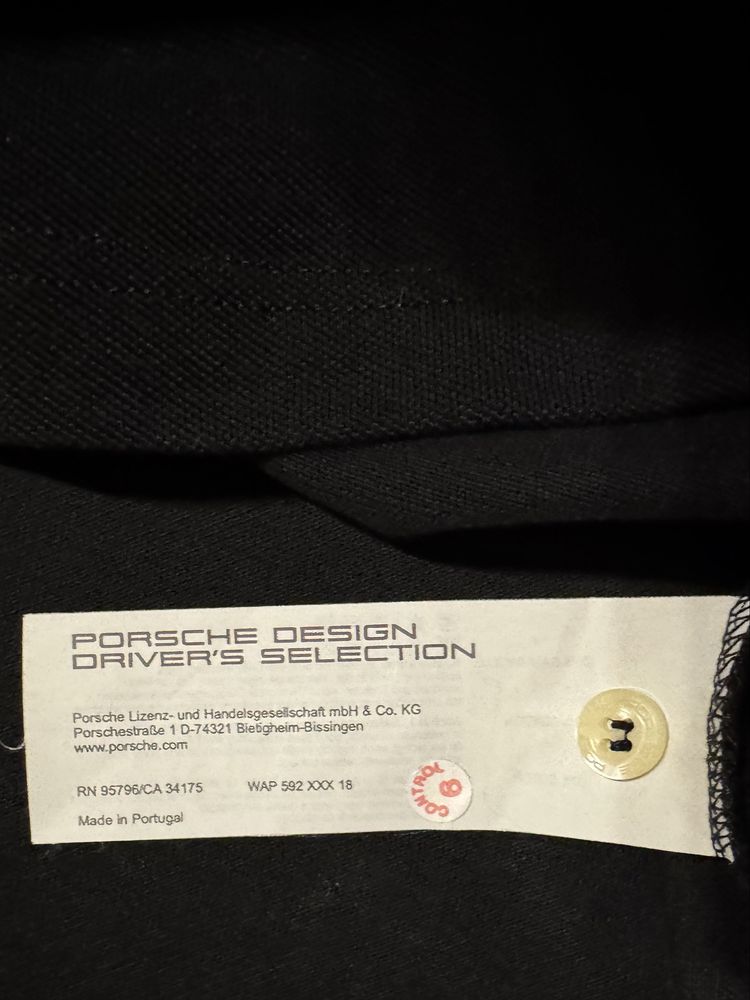 PORSCHE DESIGN
DRIVER'S SELECTION
Porsche Lizenz- und Handelsgesellschaft mbH & Co. KG
Porschestraße 1 D-74321 Bietigheim-Bissingen
www.porsche.com
RN 95796/CA 34175 WAP 592 XXX 18
CONTROL 6
Made in Portugal